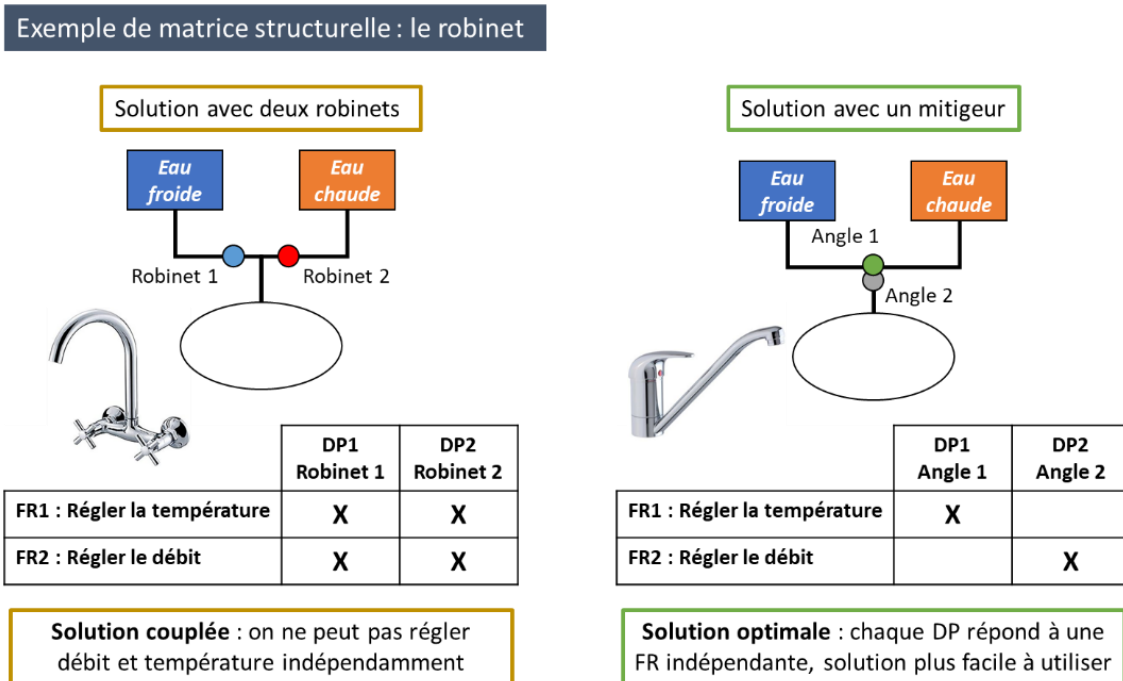 Exemple de matrice structurelle : le robinet
Solution avec deux robinets
Eau
froide
Eau
chaude
Robinet 1
Robinet 2
DP1
Robinet 1
DP2
Robinet 2
FR1 : Régler la température
X
X
FR2 : Régler le débit
X
X
Solution couplée : on ne peut pas régler
débit et température indépendamment
Solution avec un mitigeur
Eau
froide
Eau
chaude
Angle 1
Angle 2
DP1
Angle 1
DP2
Angle 2
FR1 : Régler la température
X
FR2 : Régler le débit
X
Solution optimale : chaque DP répond à une
FR indépendante, solution plus facile à utiliser